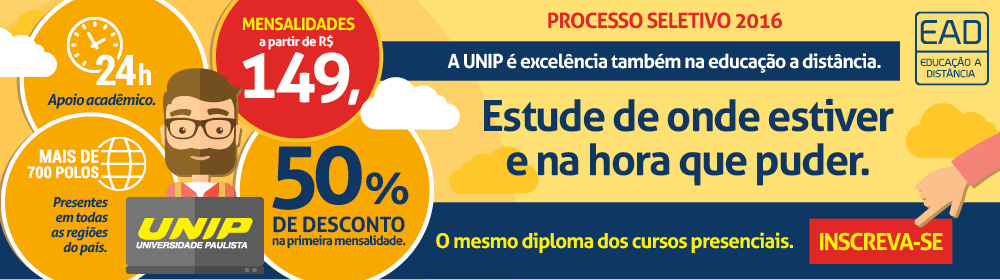 24h
Apoio acadêmico.
MENSALIDADES
a partir de R$
149,
MAIS DE
700 POLOS
Presentes
em todas
as regiões
do país.
UNIP
UNIVERSIDADE PAULISTA
50%
DE DESCONTO
na primeira mensalidade.
PROCESSO SELETIVO 2016
A UNIP é excelência também na educação a distância.
EAD
EDUCAÇÃO A
DISTÂNCIA
Estude de onde estiver
e na hora que puder.
O mesmo diploma dos cursos presenciais.
INSCREVA-SE